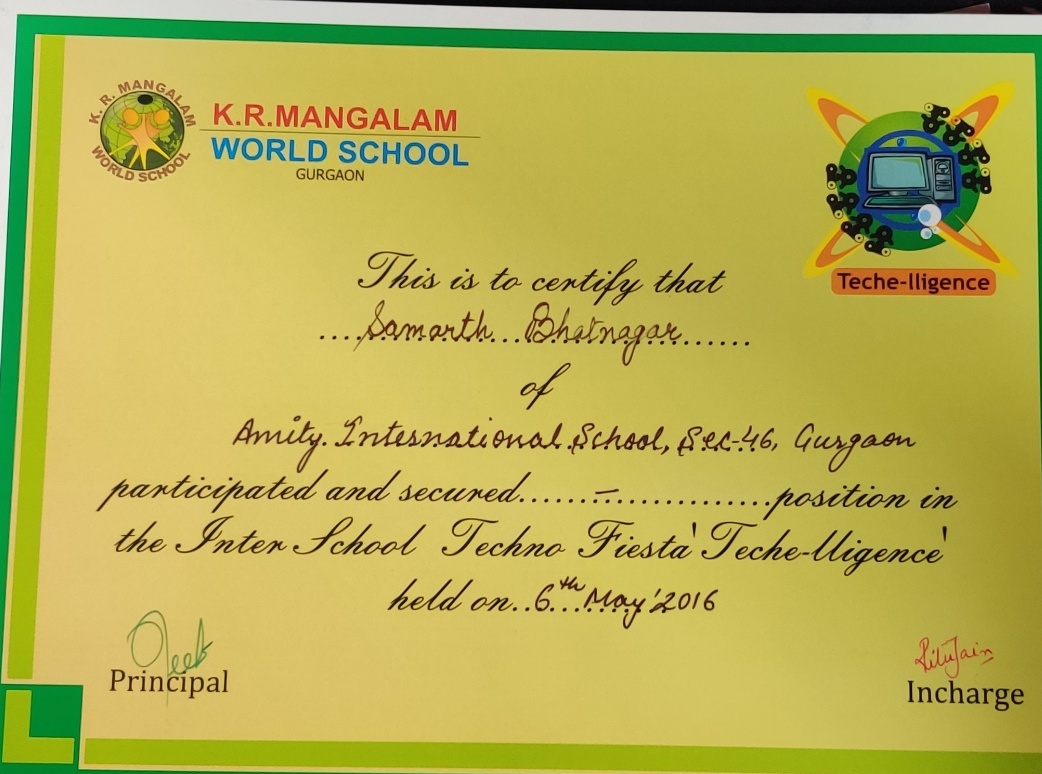 K. R. MANGALAM
WORLD SCHOOL
K.R.MANGALAM
WORLD SCHOOL
GURGAON
Teche-lligence
This is to certify that
....Samarth...Bhatnagar......
of
Amity International School, Sec-46, Gurgaon
participated and secured......–....................position in
the Inter School Techno Fiesta 'Teche-lligence'
held on..6th May'2016
Principal
Ritu Jain
Incharge